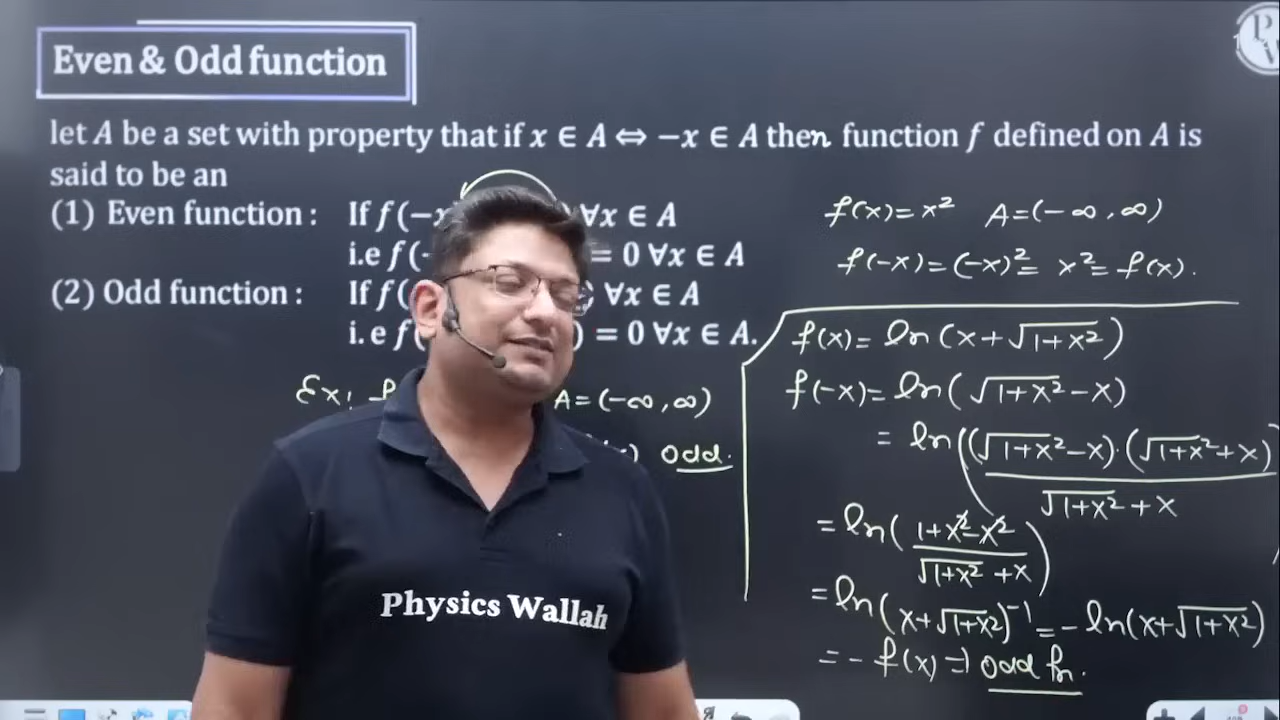 Even & Odd function
let A be a set with property that if x ∈ A ⇔ −x ∈ A then function f defined on A is
said to be an
(1) Even function : If f(−x ∀x ∈ A
i.e f(- = 0 ∀x ∈ A
(2) Odd function : If f( ∀x ∈ A
i.e f( ) = 0 ∀x ∈ A.
Ex: f A=(-∞,∞)
) Odd.
f(x)=x² A=(-∞,∞)
f(-x)=(-x)²= x²=f(x).
f(x)= ln(x+√1+x²)
f(-x)= ln(√1+x²-x)
= ln((√1+x²-x)·(√1+x²+x)
√1+x²+x
=ln(1+x²-x²
√1+x²+x)
=ln(x+√1+x²)⁻¹=-ln(x+√1+x²)
=-f(x)⇒ Odd fn.
Physics Wallah
P
W